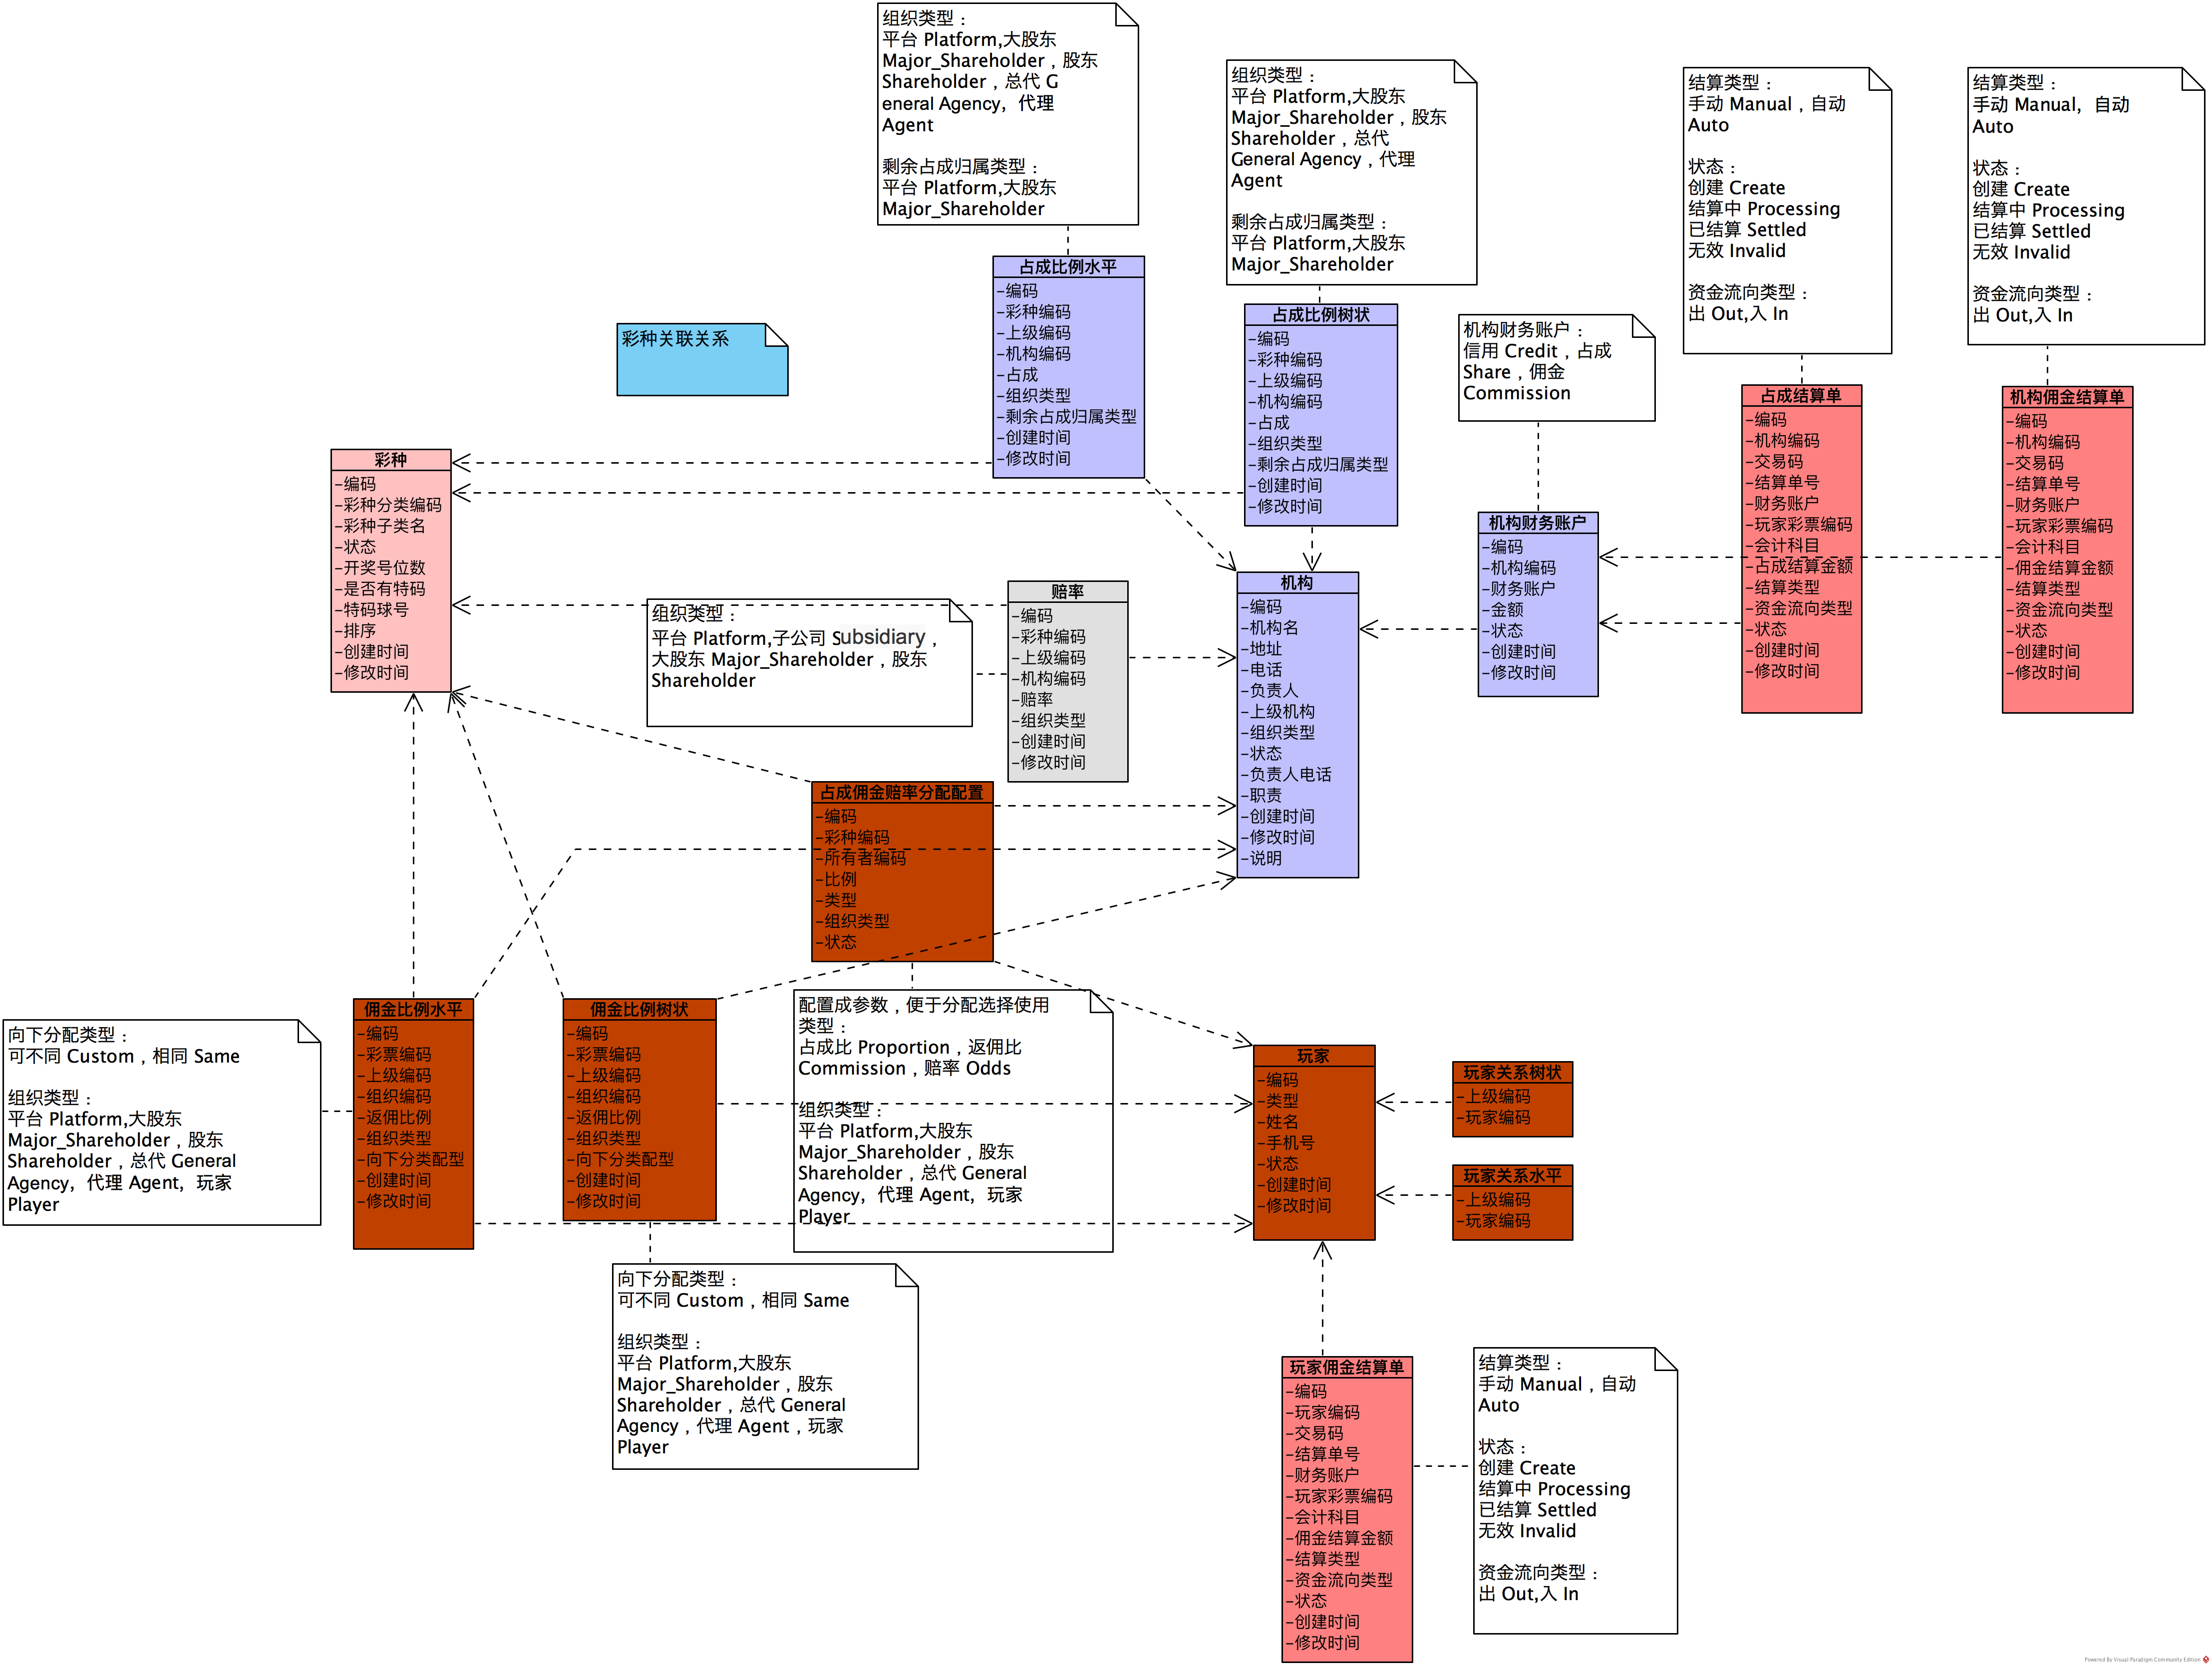 组织类型：
平台 Platform,大股东
Major_Shareholder，股东
Shareholder，总代 G
eneral Agency，代理
Agent
剩余占成归属类型：
平台 Platform,大股东
Major_Shareholder
组织类型：
平台 Platform,大股东
Major_Shareholder，股东
Shareholder，总代
General Agency，代理
Agent
剩余占成归属类型：
平台 Platform,大股东
Major_Shareholder
结算类型：
手动 Manual，自动
Auto
状态：
创建 Create
结算中 Processing
已结算 Settled
无效 Invalid
资金流向类型：
出 Out,入 In
结算类型：
手动 Manual，自动
Auto
状态：
创建 Create
结算中 Processing
已结算 Settled
无效 Invalid
资金流向类型：
出 Out,入 In
彩种关联关系
占成比例水平
-编码
-彩种编码
-上级编码
-机构编码
-占成
-组织类型
-剩余占成归属类型
-创建时间
-修改时间
占成比例树状
-编码
-彩种编码
-上级编码
-机构编码
-占成
-组织类型
-剩余占成归属类型
-创建时间
-修改时间
机构财务账户：
信用 Credit，占成
Share，佣金
Commission
占成结算单
-编码
-机构编码
-交易码
-结算单号
-财务账户
-玩家彩票编码
-会计科目
-占成结算金额
-结算类型
-资金流向类型
-状态
-创建时间
-修改时间
机构佣金结算单
-编码
-机构编码
-交易码
-结算单号
-财务账户
-玩家彩票编码
-会计科目
-佣金结算金额
-结算类型
-资金流向类型
-状态
-创建时间
-修改时间
彩种
-编码
-彩种分类编码
-彩种子类名
-状态
-开奖号位数
-是否有特码
-特码球号
-排序
-创建时间
-修改时间
机构财务账户
-编码
-机构编码
-财务账户
-金额
-状态
-创建时间
-修改时间
组织类型：
平台 Platform,子公司 Subsidiary，
大股东 Major_Shareholder，股东
Shareholder
赔率
-编码
-彩种编码
-上级编码
-机构编码
-赔率
-组织类型
-创建时间
-修改时间
机构
-编码
-机构名
-地址
-电话
-负责人
-上级机构
-组织类型
-状态
-负责人电话
-职责
-创建时间
-修改时间
-说明
占成佣金赔率分配配置
-编码
-彩种编码
-所有者编码
-比例
-类型
-组织类型
-状态
向下分配类型：
可不同 Custom，相同 Same
组织类型：
平台 Platform,大股东
Major_Shareholder，股东
Shareholder，总代 General
Agency，代理 Agent，玩家
Player
佣金比例水平
-编码
-彩票编码
-上级编码
-组织编码
-返佣比例
-组织类型
-向下分类配型
-创建时间
-修改时间
佣金比例树状
-编码
-彩票编码
-上级编码
-组织编码
-返佣比例
-组织类型
-向下分类配型
-创建时间
-修改时间
配置成参数，便于分配选择使用
类型：
占成比 Proportion，返佣比
Commission，赔率 Odds
组织类型：
平台 Platform,大股东
Major_Shareholder，股东
Shareholder，总代 General
Agency，代理 Agent，玩家
Player
玩家
-编码
-类型
-姓名
-手机号
-状态
-创建时间
-修改时间
玩家关系树状
-上级编码
-玩家编码
玩家关系水平
-上级编码
-玩家编码
向下分配类型：
可不同 Custom，相同 Same
组织类型：
平台 Platform,大股东
Major_Shareholder，股东
Shareholder，总代 General
Agency，代理 Agent，玩家
Player
玩家佣金结算单
-编码
-玩家编码
-交易码
-结算单号
-财务账户
-玩家彩票编码
-会计科目
-佣金结算金额
-结算类型
-资金流向类型
-状态
-创建时间
-修改时间
结算类型：
手动 Manual，自动
Auto
状态：
创建 Create
结算中 Processing
已结算 Settled
无效 Invalid
资金流向类型：
出 Out,入 In
Powered By Visual Paradigm Community Edition